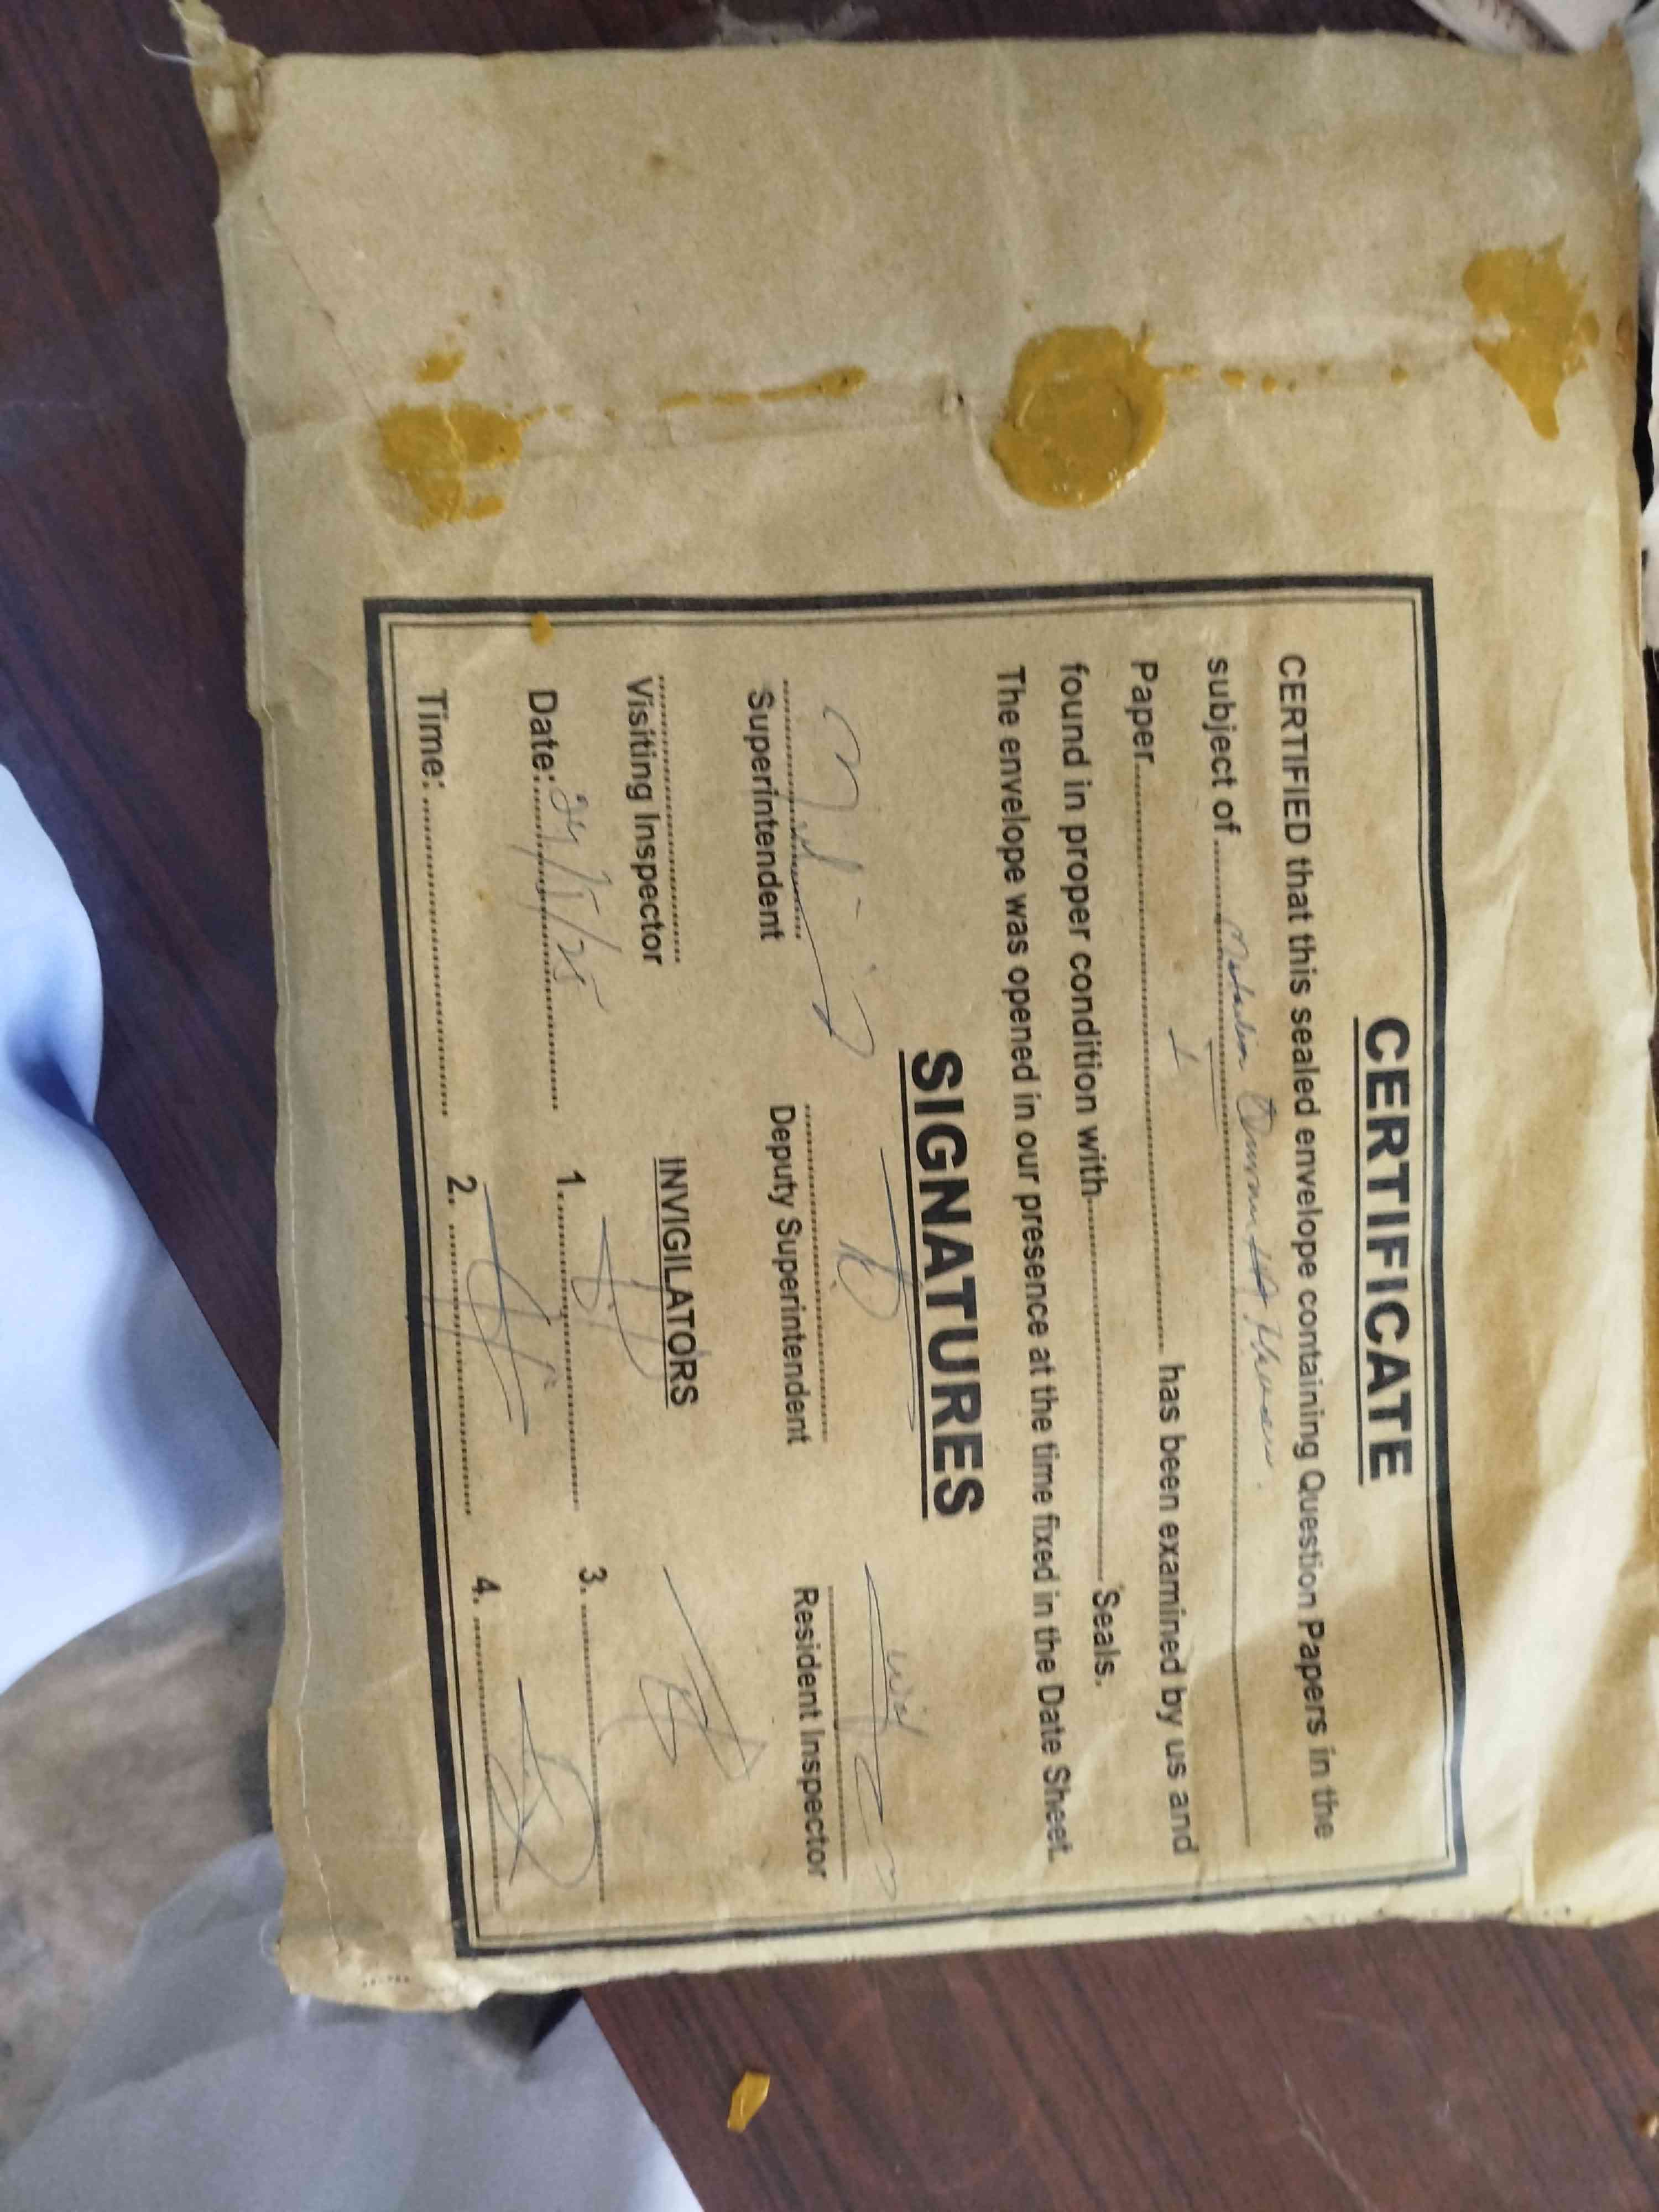 CERTIFICATE
CERTIFIED that this sealed envelope containing Question Papers in the
subject of..........
Paper.......... 1 .......... has been examined by us and
found in proper condition with.......... Seals.
The envelope was opened in our presence at the time fixed in the Date Sheet.
SIGNATURES
Superintendent Deputy Superintendent Resident Inspector
Visiting Inspector
INVIGILATORS
Date:..........
1........... 3. ..........
Time:..........
2. .......... 4. ..........